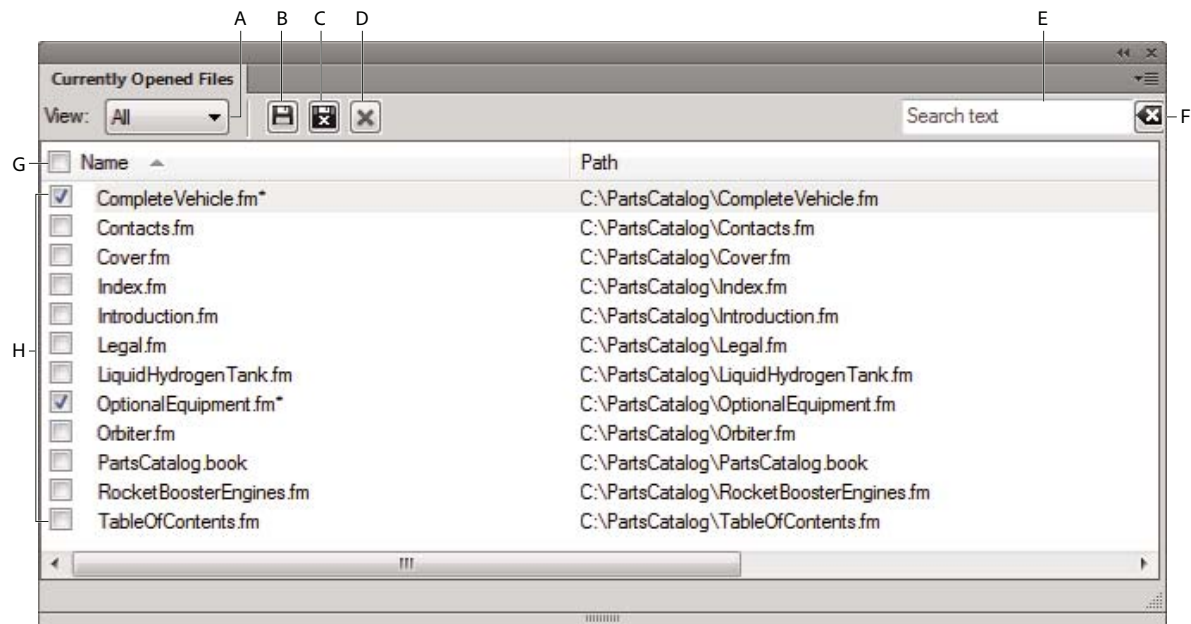 A B C D E
Currently Opened Files
View: All Search text F
G Name Path
CompleteVehicle.fm* C:\PartsCatalog\CompleteVehicle.fm
Contacts.fm C:\PartsCatalog\Contacts.fm
Cover.fm C:\PartsCatalog\Cover.fm
Index.fm C:\PartsCatalog\Index.fm
Introduction.fm C:\PartsCatalog\Introduction.fm
H Legal.fm C:\PartsCatalog\Legal.fm
LiquidHydrogenTank.fm C:\PartsCatalog\LiquidHydrogenTank.fm
OptionalEquipment.fm* C:\PartsCatalog\OptionalEquipment.fm
Orbiter.fm C:\PartsCatalog\Orbiter.fm
PartsCatalog.book C:\PartsCatalog\PartsCatalog.book
RocketBoosterEngines.fm C:\PartsCatalog\RocketBoosterEngines.fm
TableOfContents.fm C:\PartsCatalog\TableOfContents.fm